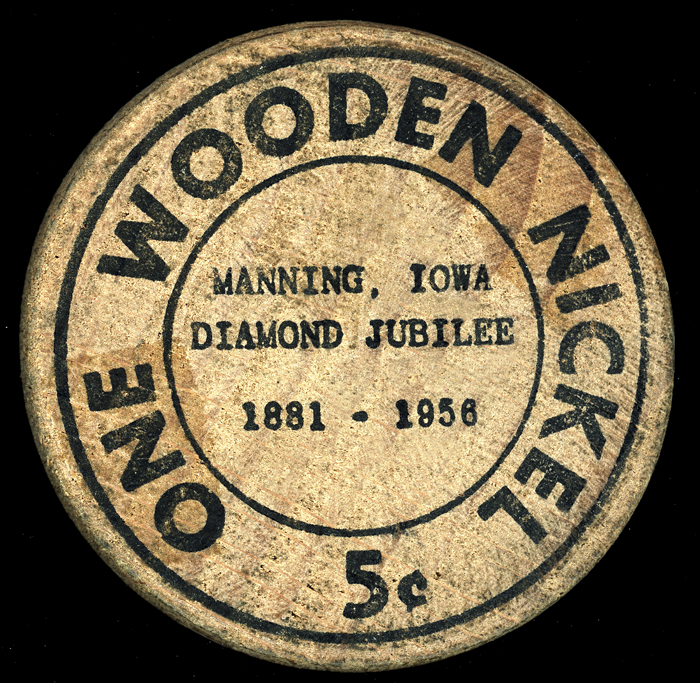 ONE WOODEN NICKEL
MANNING, IOWA
DIAMOND JUBILEE
1881 - 1956
5¢